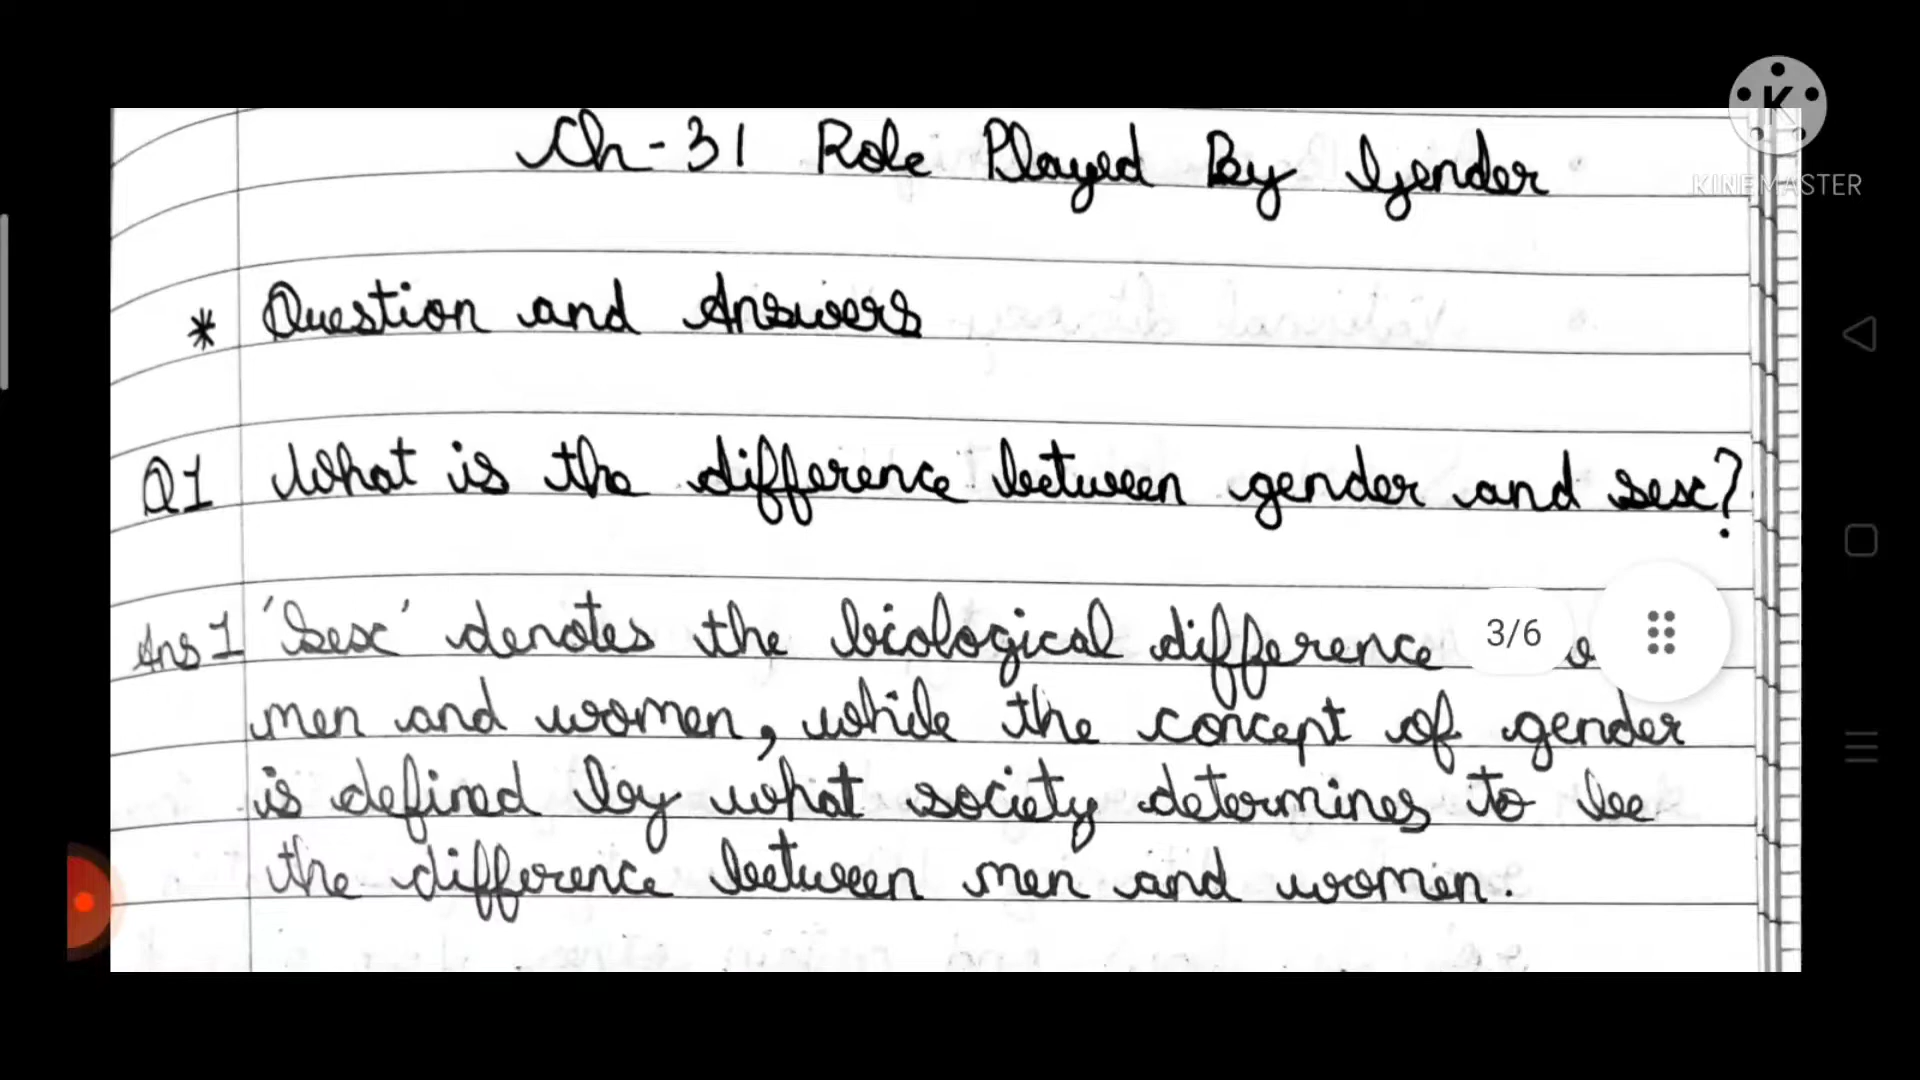 Ch-31 Role Played By Gender
K
KINEMASTER
* Question and Answers
Q1 What is the difference between gender and sex?
Ans 1 'Sex' denotes the biological difference
3/6
men and women, while the concept of gender
is defined by what society determines to be
the difference between men and women.